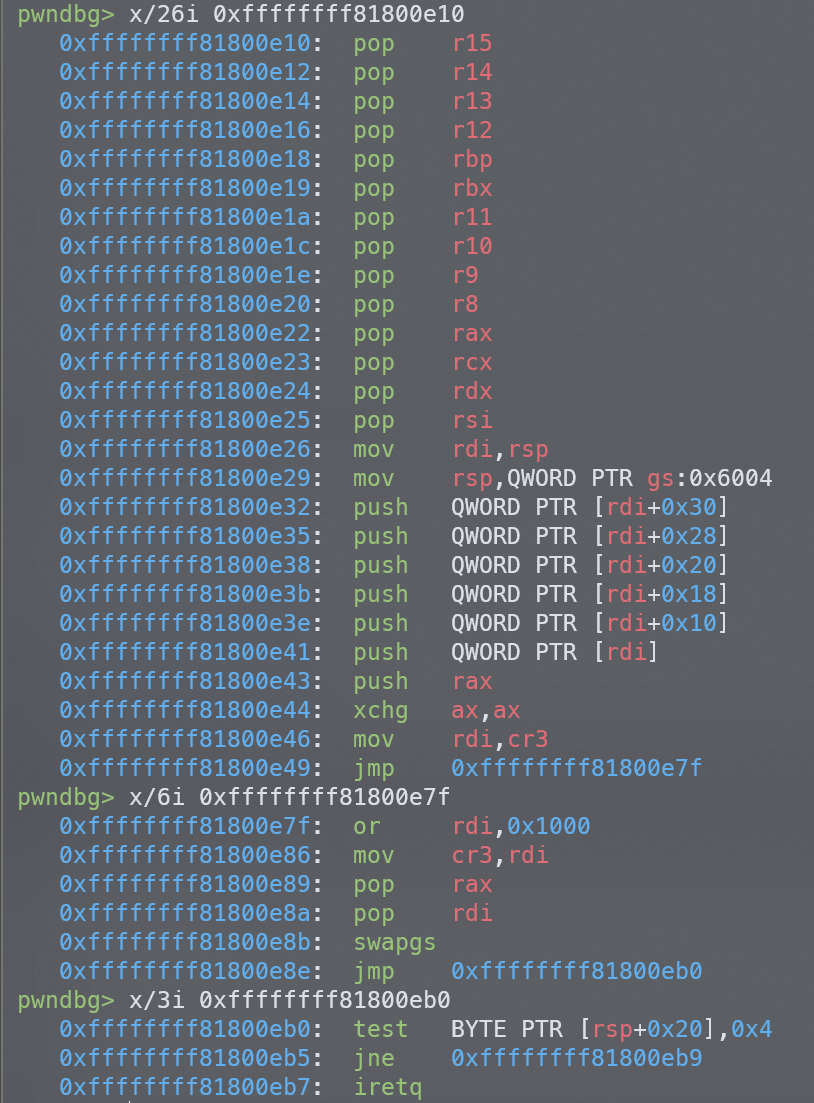 pwndbg> x/26i 0xffffffff81800e10
0xffffffff81800e10: pop r15
0xffffffff81800e12: pop r14
0xffffffff81800e14: pop r13
0xffffffff81800e16: pop r12
0xffffffff81800e18: pop rbp
0xffffffff81800e19: pop rbx
0xffffffff81800e1a: pop r11
0xffffffff81800e1c: pop r10
0xffffffff81800e1e: pop r9
0xffffffff81800e20: pop r8
0xffffffff81800e22: pop rax
0xffffffff81800e23: pop rcx
0xffffffff81800e24: pop rdx
0xffffffff81800e25: pop rsi
0xffffffff81800e26: mov rdi,rsp
0xffffffff81800e29: mov rsp,QWORD PTR gs:0x6004
0xffffffff81800e32: push QWORD PTR [rdi+0x30]
0xffffffff81800e35: push QWORD PTR [rdi+0x28]
0xffffffff81800e38: push QWORD PTR [rdi+0x20]
0xffffffff81800e3b: push QWORD PTR [rdi+0x18]
0xffffffff81800e3e: push QWORD PTR [rdi+0x10]
0xffffffff81800e41: push QWORD PTR [rdi]
0xffffffff81800e43: push rax
0xffffffff81800e44: xchg ax,ax
0xffffffff81800e46: mov rdi,cr3
0xffffffff81800e49: jmp 0xffffffff81800e7f
pwndbg> x/6i 0xffffffff81800e7f
0xffffffff81800e7f: or rdi,0x1000
0xffffffff81800e86: mov cr3,rdi
0xffffffff81800e89: pop rax
0xffffffff81800e8a: pop rdi
0xffffffff81800e8b: swapgs
0xffffffff81800e8e: jmp 0xffffffff81800eb0
pwndbg> x/3i 0xffffffff81800eb0
0xffffffff81800eb0: test BYTE PTR [rsp+0x20],0x4
0xffffffff81800eb5: jne 0xffffffff81800eb9
0xffffffff81800eb7: iretq